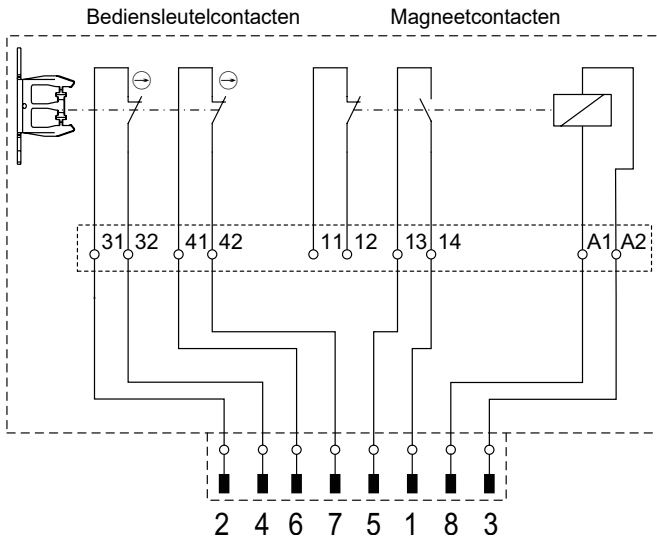 Bediensleutelcontacten Magneetcontacten
31 32 41 42 11 12 13 14 A1 A2
2 4 6 7 5 1 8 3